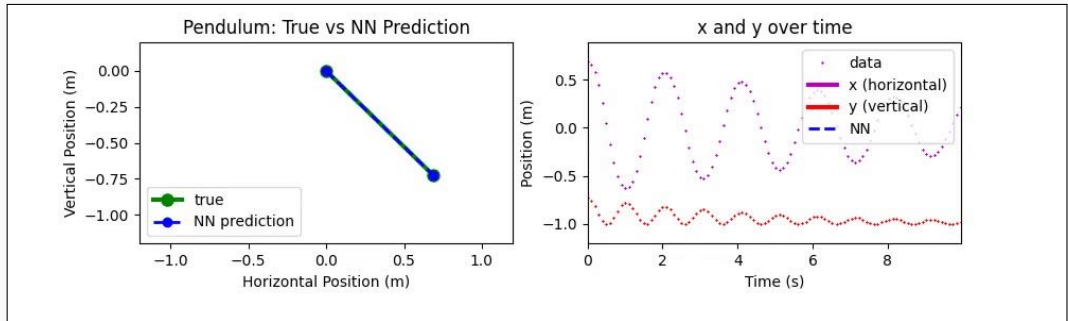 Pendulum: True vs NN Prediction
Vertical Position (m)
0.00
−0.25
−0.50
−0.75
−1.00
true
NN prediction
−1.0
−0.5
0.0
0.5
1.0
Horizontal Position (m)
x and y over time
Position (m)
0.5
0.0
−0.5
−1.0
data
x (horizontal)
y (vertical)
NN
0
2
4
6
8
Time (s)